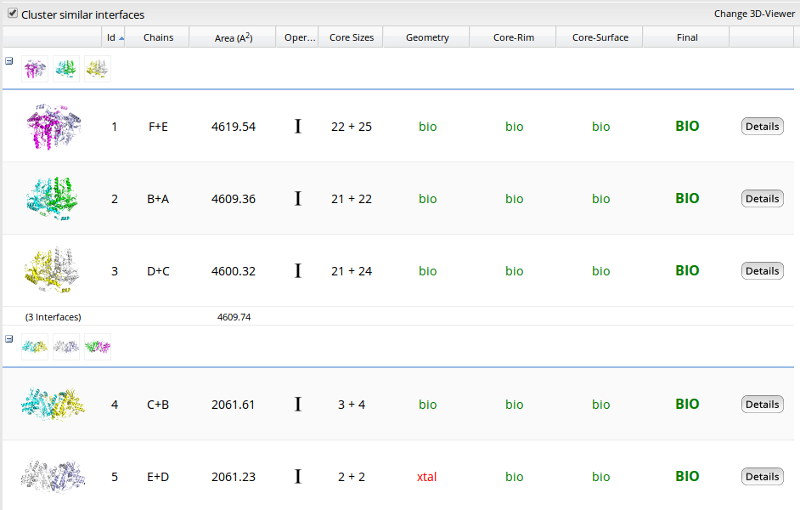 Cluster similar interfaces Change 3D-Viewer
Id Chains Area (Å²) Oper... Core Sizes Geometry Core-Rim Core-Surface Final
1 F+E 4619.54 I 22 + 25 bio bio bio BIO Details
2 B+A 4609.36 I 21 + 22 bio bio bio BIO Details
3 D+C 4600.32 I 21 + 24 bio bio bio BIO Details
(3 Interfaces) 4609.74
4 C+B 2061.61 I 3 + 4 bio bio bio BIO Details
5 E+D 2061.23 I 2 + 2 xtal bio bio BIO Details